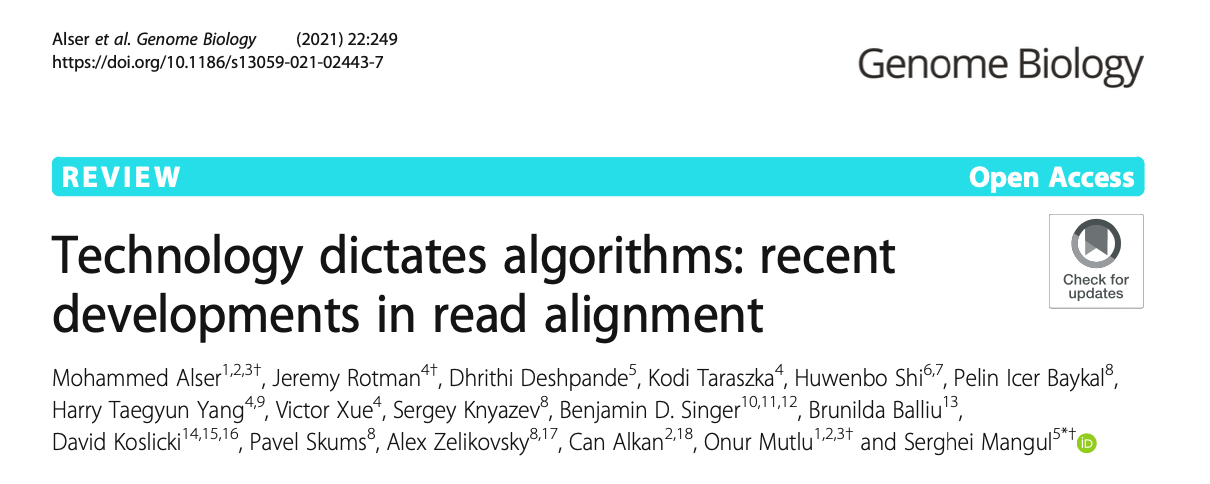 Alser et al. Genome Biology (2021) 22:249
https://doi.org/10.1186/s13059-021-02443-7
Genome Biology
REVIEW Open Access
Technology dictates algorithms: recent
developments in read alignment
Check for
updates
Mohammed Alser1,2,3†, Jeremy Rotman4†, Dhrithi Deshpande5, Kodi Taraszka4, Huwenbo Shi6,7, Pelin Icer Baykal8,
Harry Taegyun Yang4,9, Victor Xue4, Sergey Knyazev8, Benjamin D. Singer10,11,12, Brunilda Balliu13,
David Koslicki14,15,16, Pavel Skums8, Alex Zelikovsky8,17, Can Alkan2,18, Onur Mutlu1,2,3† and Serghei Mangul5*† iD